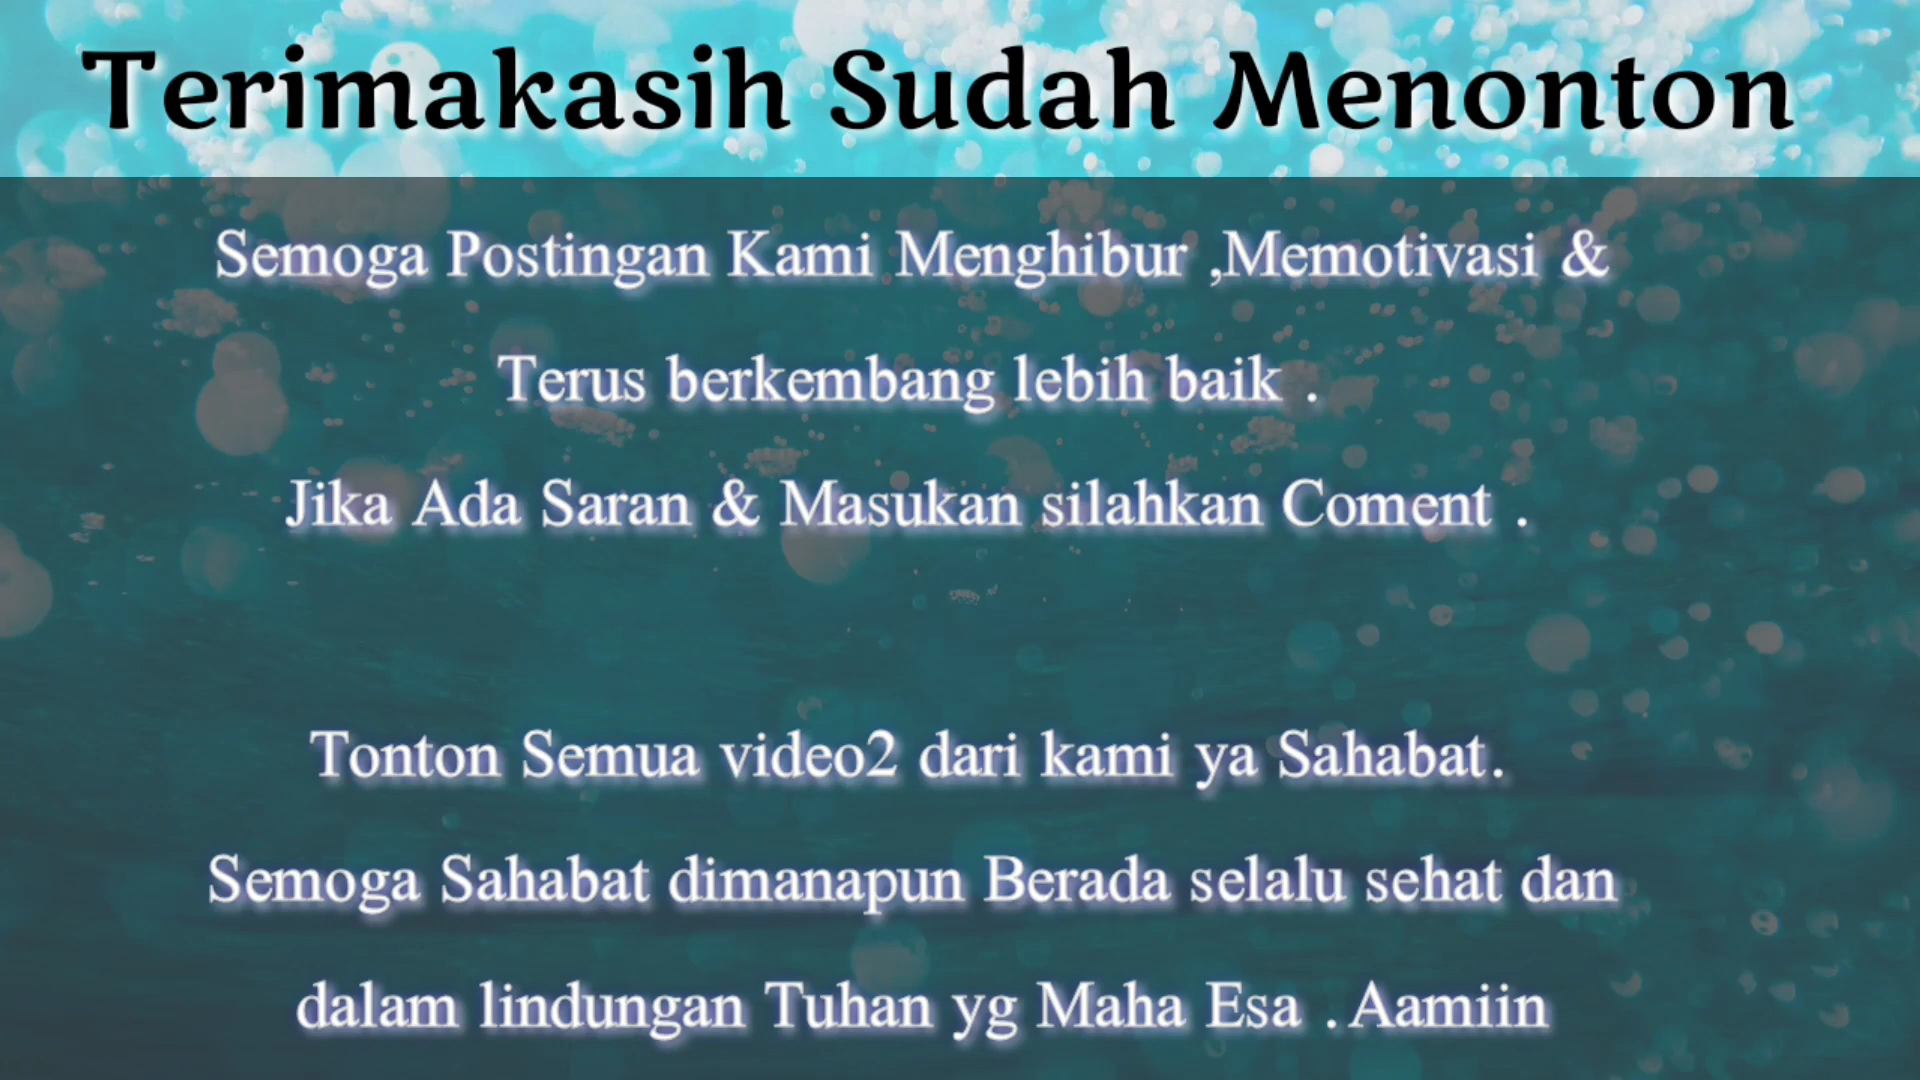 Terimakasih Sudah Menonton
Semoga Postingan Kami Menghibur ,Memotivasi &
Terus berkembang lebih baik .
Jika Ada Saran & Masukan silahkan Coment .
Tonton Semua video2 dari kami ya Sahabat.
Semoga Sahabat dimanapun Berada selalu sehat dan
dalam lindungan Tuhan yg Maha Esa . Aamiin